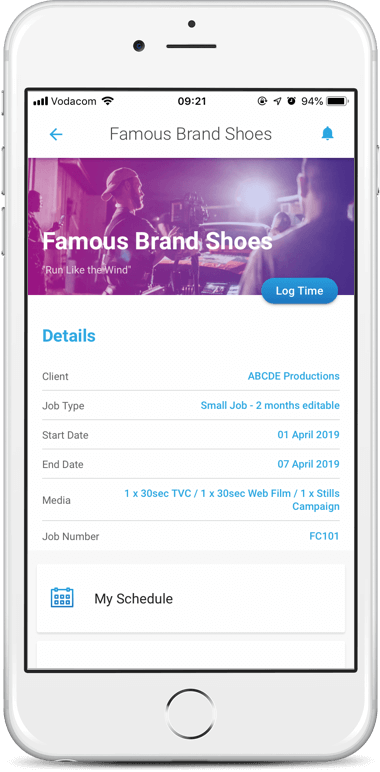 Vodacom 09:21 94%
Famous Brand Shoes
Famous Brand Shoes
"Run Like the Wind"
Log Time
Details
Client ABCDE Productions
Job Type Small Job - 2 months editable
Start Date 01 April 2019
End Date 07 April 2019
Media 1 x 30sec TVC / 1 x 30sec Web Film / 1 x Stills
Campaign
Job Number FC101
My Schedule